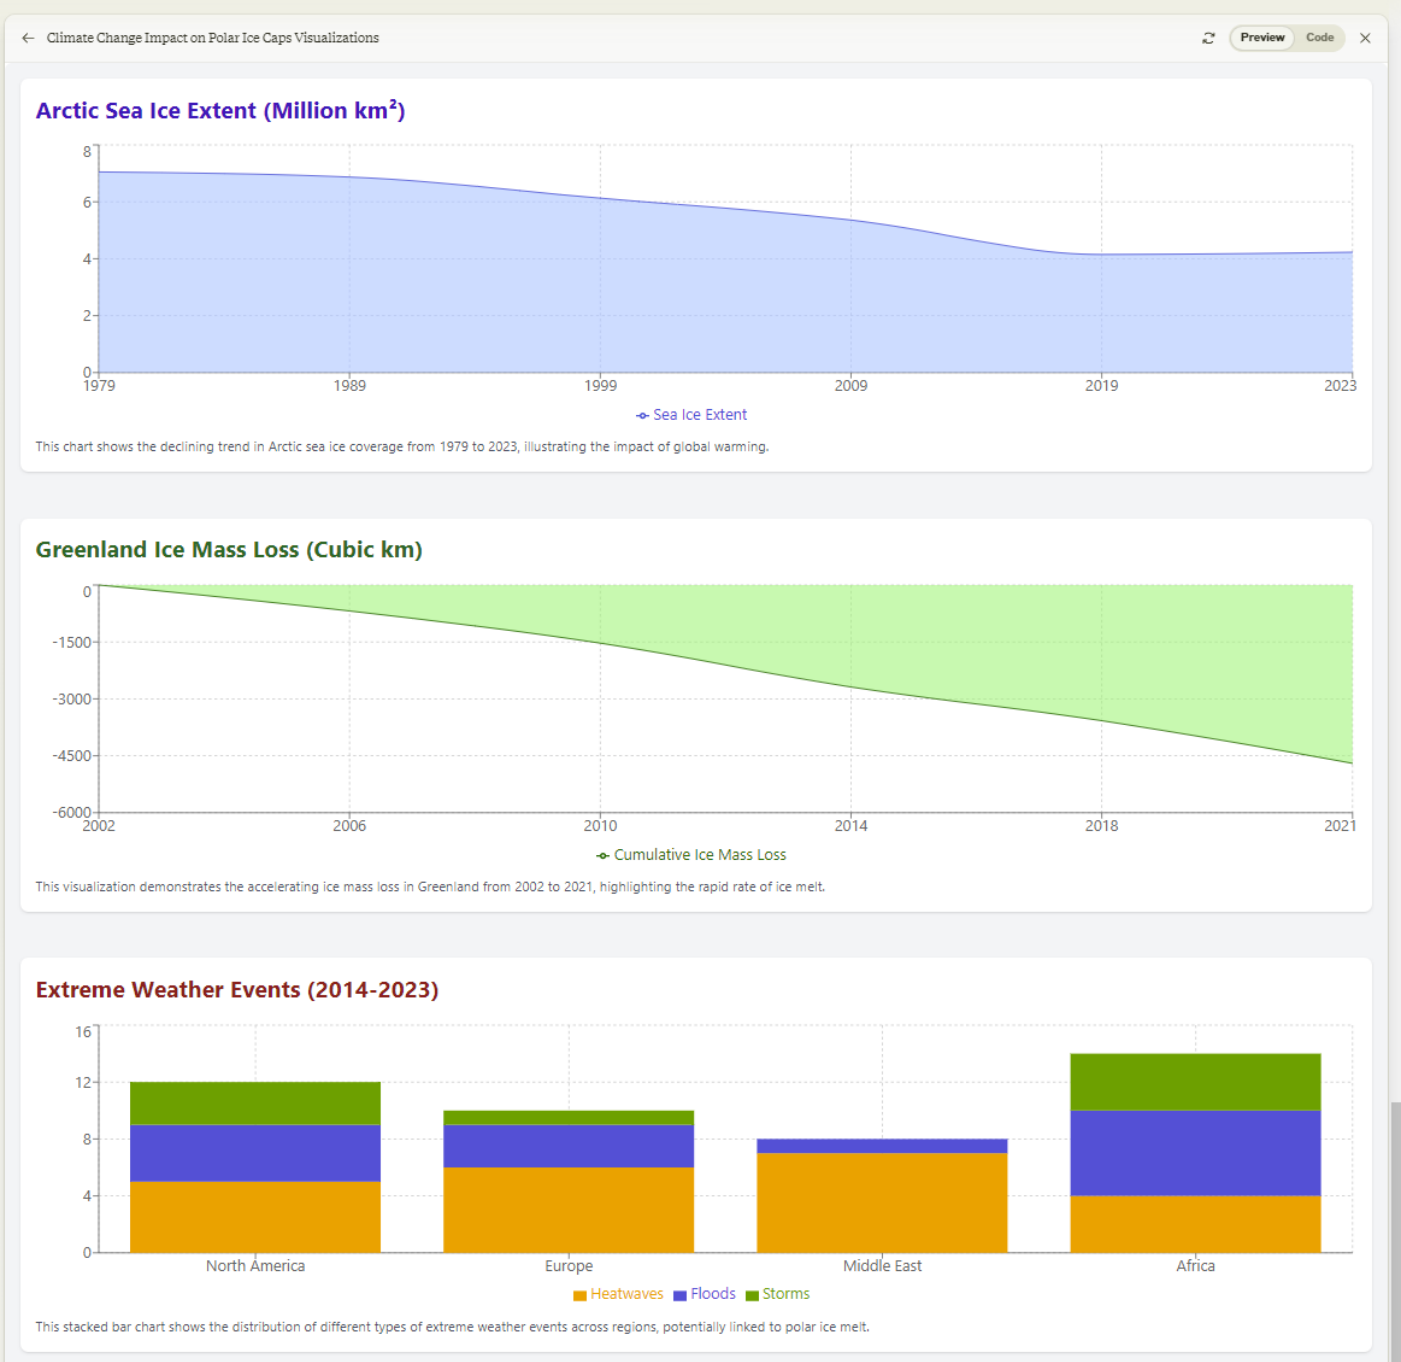 Climate Change Impact on Polar Ice Caps Visualizations
Preview
Code
Arctic Sea Ice Extent (Million km²)
8
6
4
2
0
1979
1989
1999
2009
2019
2023
Sea Ice Extent
This chart shows the declining trend in Arctic sea ice coverage from 1979 to 2023, illustrating the impact of global warming.
Greenland Ice Mass Loss (Cubic km)
0
-1500
-3000
-4500
-6000
2002
2006
2010
2014
2018
2021
Cumulative Ice Mass Loss
This visualization demonstrates the accelerating ice mass loss in Greenland from 2002 to 2021, highlighting the rapid rate of ice melt.
Extreme Weather Events (2014-2023)
16
12
8
4
0
North America
Europe
Middle East
Africa
Heatwaves
Floods
Storms
This stacked bar chart shows the distribution of different types of extreme weather events across regions, potentially linked to polar ice melt.